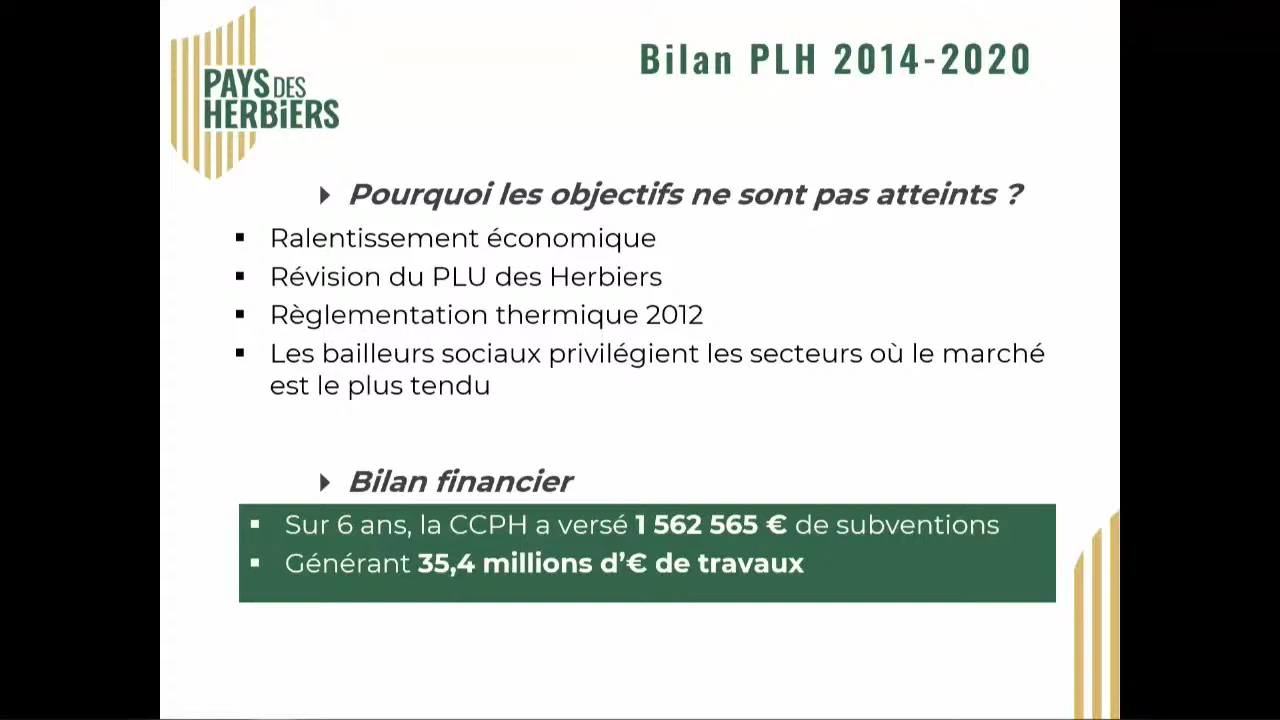 PAYS DES
HERBiERS
Bilan PLH 2014-2020
Pourquoi les objectifs ne sont pas atteints ?
Ralentissement économique
Révision du PLU des Herbiers
Règlementation thermique 2012
Les bailleurs sociaux privilégient les secteurs où le marché
est le plus tendu
Bilan financier
Sur 6 ans, la CCPH a versé 1 562 565 € de subventions
Générant 35,4 millions d’€ de travaux